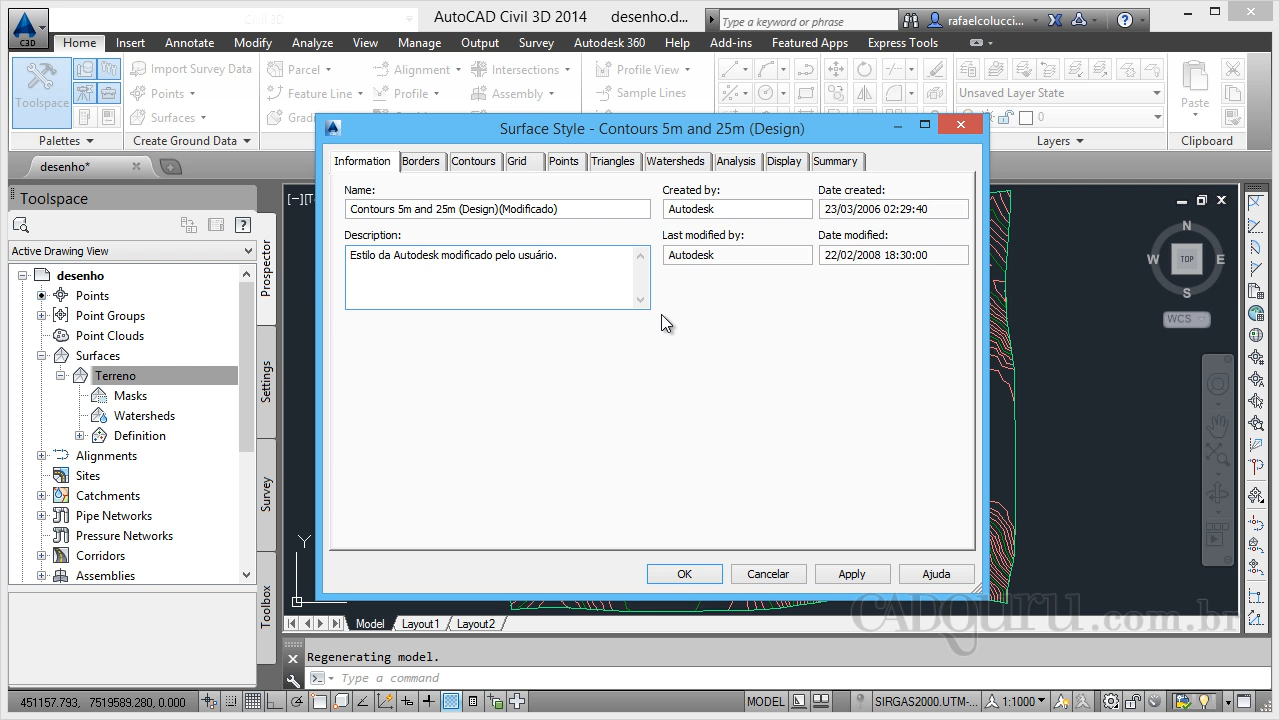 AutoCAD Civil 3D 2014
desenho.d...
Type a keyword or phrase
rafaelcolucci...
C3D
Home Insert Annotate Modify Analyze View Manage Output Survey Autodesk 360 Help Add-ins Featured Apps Express Tools
Toolspace
Import Survey Data
Points
Surfaces
Parcel
Feature Line
Grad
Alignment
Profile
Intersections
Assembly
Profile View
Sample Lines
Unsaved Layer State
0
Paste
Palettes
Create Ground Data
Layers
Clipboard
desenho*
Toolspace
Active Drawing View
desenho
Points
Point Groups
Point Clouds
Surfaces
Terreno
Masks
Watersheds
Definition
Alignments
Sites
Catchments
Pipe Networks
Pressure Networks
Corridors
Assemblies
Prospector
Settings
Survey
Toolbox
Surface Style - Contours 5m and 25m (Design)
Information Borders Contours Grid Points Triangles Watersheds Analysis Display Summary
Name:
Contours 5m and 25m (Design)(Modificado)
Created by:
Autodesk
Date created:
23/03/2006 02:29:40
Description:
Estilo da Autodesk modificado pelo usuário.
Last modified by:
Autodesk
Date modified:
22/02/2008 18:30:00
OK Cancelar Apply Ajuda
[−][T
N
W TOP E
S
WCS
Y
CADGURU.com.br
Model Layout1 Layout2
Regenerating model.
Type a command
451157.793, 7519589.280, 0.000
MODEL
SIRGAS2000.UTM-...
1:1000